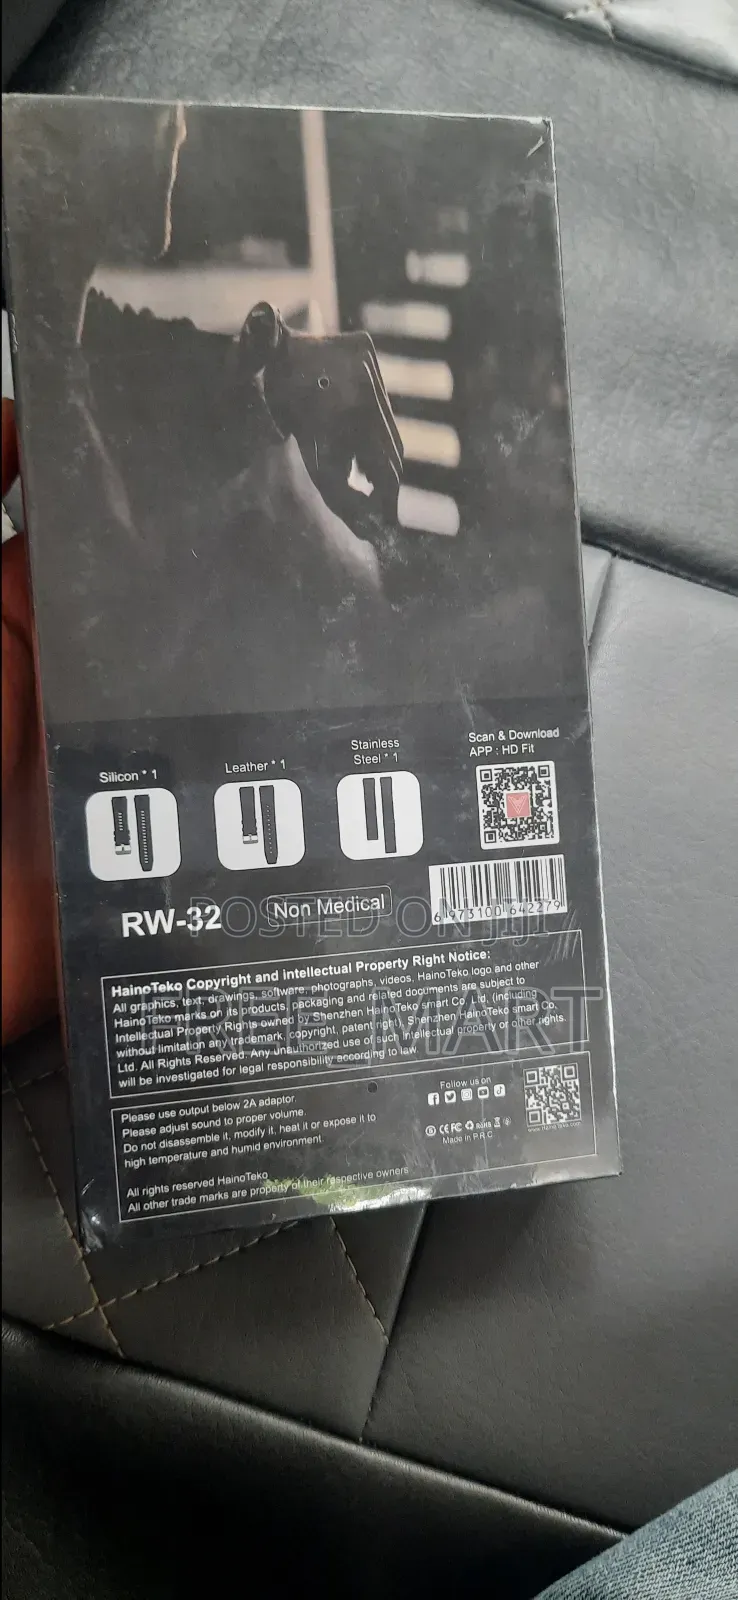 Scan & Download
APP : HD Fit
Silicon * 1
Leather * 1
Stainless
Steel * 1
RW-32
Non Medical
6 973100 642279
POSTED ON JIJI
FREE_MART
HainoTeko Copyright and intellectual Property Right Notice:
All graphics, text, drawings, software, photographs, videos, HainoTeko logo and other
HainoTeko marks on its products, packaging and related documents are subject to
Intellectual Property Rights owned by Shenzhen HainoTeko Smart Co., Ltd, (including
without limitation of trademark, copyright, patent right), Shenzhen HainoTeko smart Co.
Ltd. All Rights Reserved. Any unauthorized use of such intellectual property or other rights.
will be investigated for legal responsibility according to law
Please use output below 2A adaptor.
Please adjust sound to proper volume.
Do not disassemble it, modify it, heat it or expose it to
high temperature and humid environment.
All rights reserved HainoTeko
All other trade marks are property of their respective owners
Follow us on
FC RoHS
Made in P.R.C